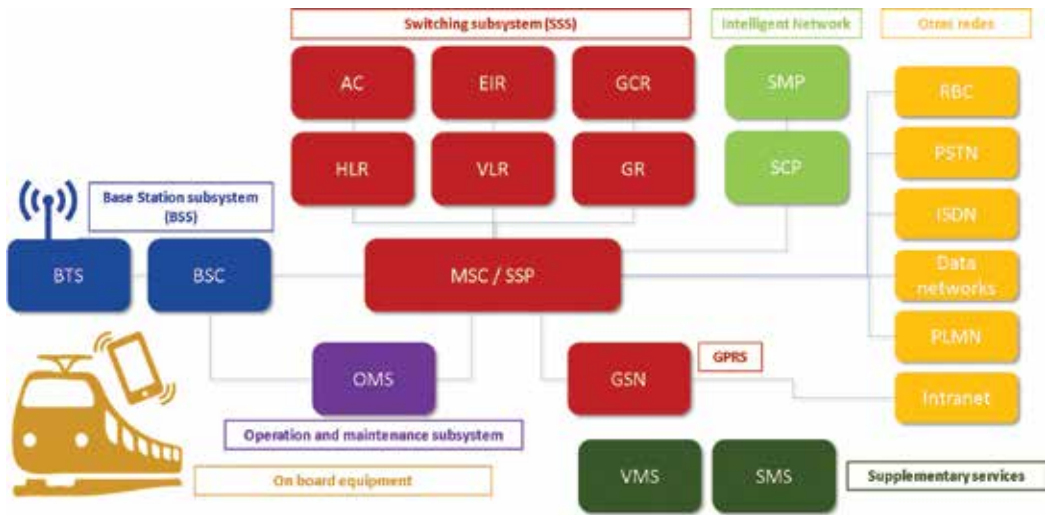 Switching subsystem (SSS)
Intelligent Network
Otras redes
AC
EIR
GCR
SMP
RBC
HLR
VLR
GR
SCP
PSTN
Base Station subsystem
(BSS)
ISDN
BTS
BSC
MSC / SSP
Data
networks
PLMN
OMS
GSN
GPRS
Intranet
Operation and maintenance subsystem
On board equipment
VMS
SMS
Supplementary services